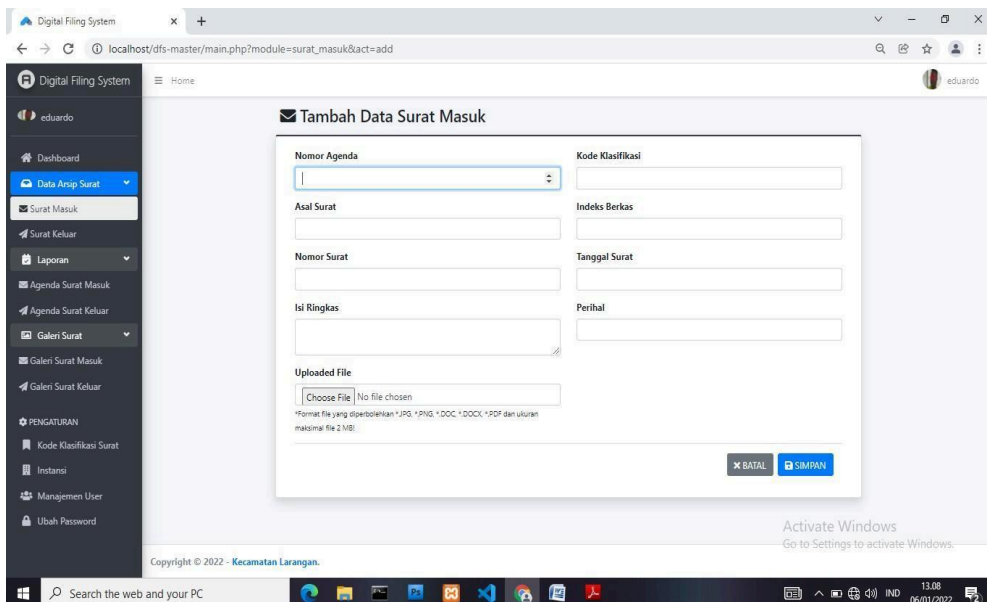 Digital Filing System
localhost/dfs-master/main.php?module=surat_masuk&act=add
Digital Filing System
Home
eduardo
eduardo
Dashboard
Data Arsip Surat
Surat Masuk
Surat Keluar
Laporan
Agenda Surat Masuk
Agenda Surat Keluar
Galeri Surat
Galeri Surat Masuk
Galeri Surat Keluar
PENGATURAN
Kode Klasifikasi Surat
Instansi
Manajemen User
Ubah Password
Tambah Data Surat Masuk
Nomor Agenda
Kode Klasifikasi
Asal Surat
Indeks Berkas
Nomor Surat
Tanggal Surat
Isi Ringkas
Perihal
Uploaded File
Choose File No file chosen
*Format file yang diperbolehkan *.JPG, *.PNG, *.DOC, *.DOCX, *.PDF dan ukuran
maksimal file 2 MB!
BATAL
SIMPAN
Activate Windows
Go to Settings to activate Windows.
Copyright © 2022 - Kecamatan Larangan.
Search the web and your PC
Ps
IND
13.08
06/01/2022
2